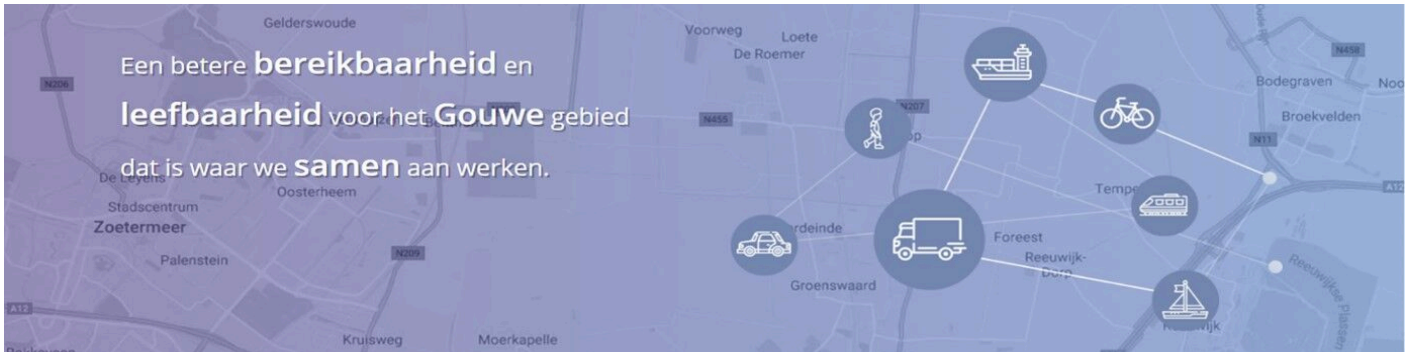 Een betere bereikbaarheid en
leefbaarheid voor het Gouwe gebied
dat is waar we samen aan werken.
Gelderswoude
N206
De Leyens
Oosterheem
Stadscentrum
Zoetermeer
Palenstein
N209
A12
Kruisweg
Moerkapelle
Voorweg
Loete
De Roemer
N455
N207
Groenswaard
Foreest
Reeuwijk-
Dorp
N458
Bodegraven
Broekvelden
N11
A12
Reeuwijkse Plassen